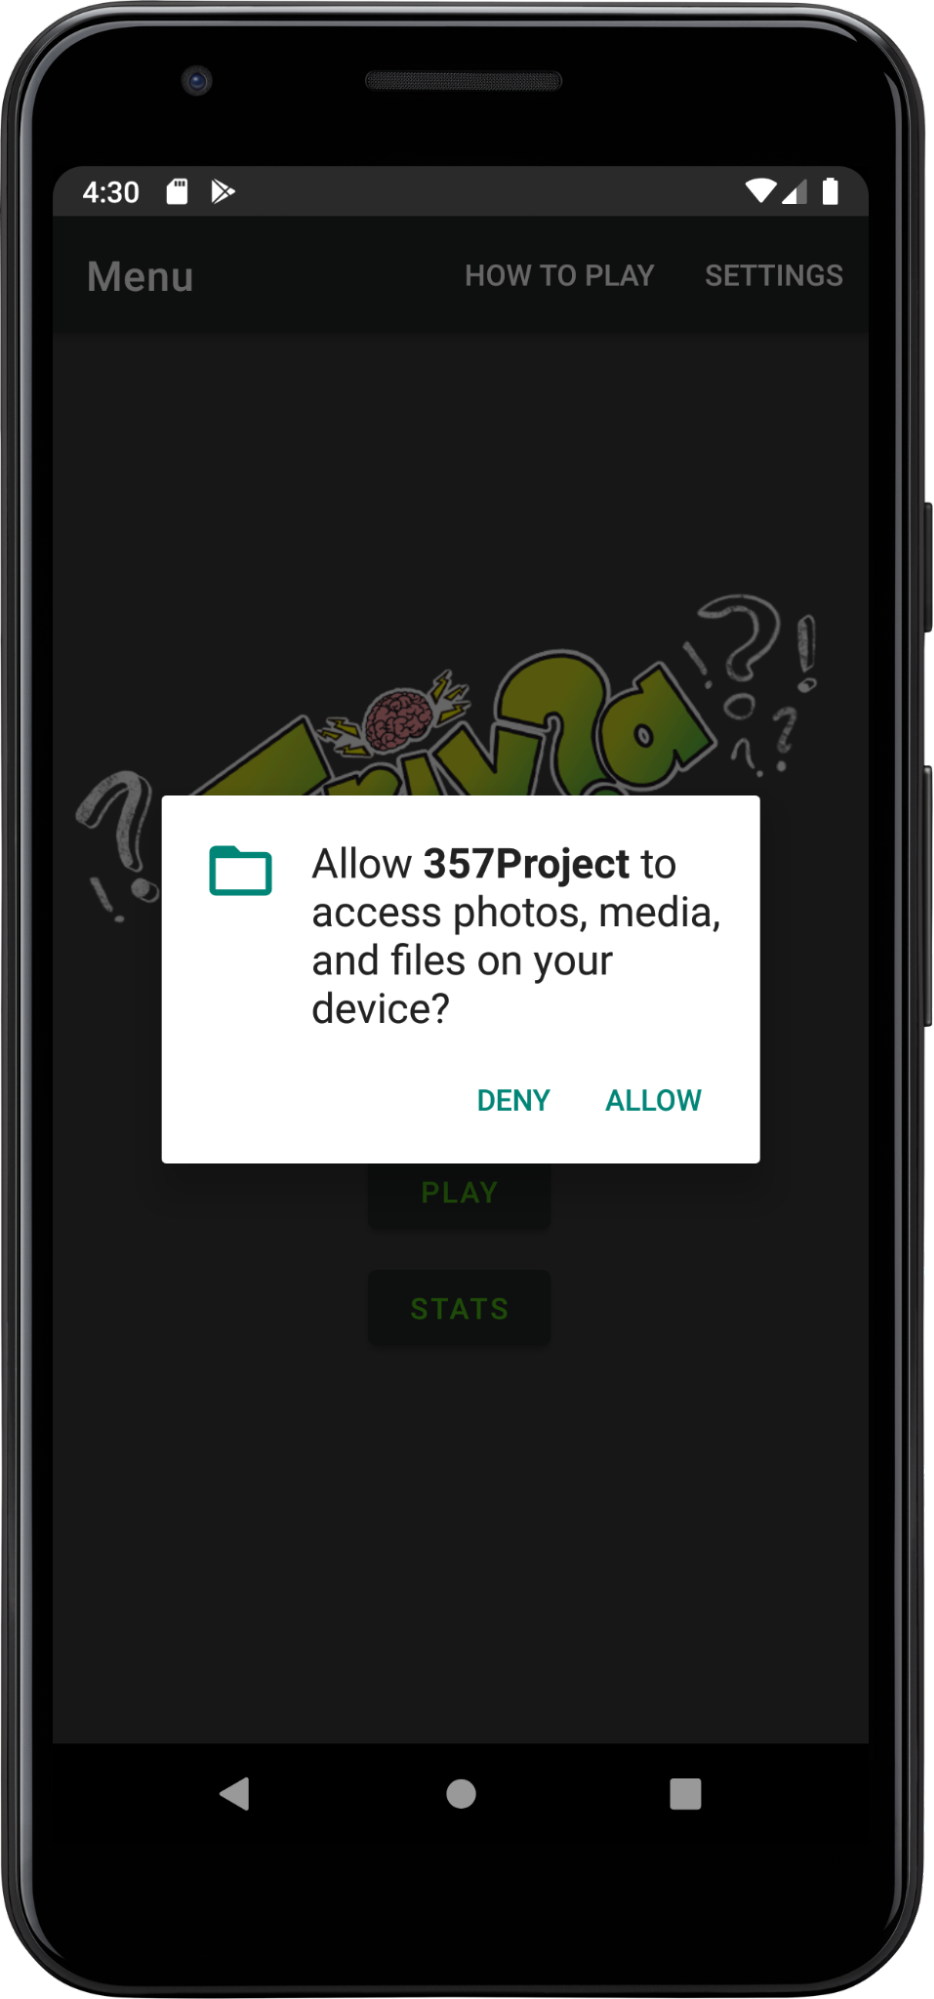 4:30
Menu
HOW TO PLAY
SETTINGS
Triv?a
Allow 357Project to
access photos, media,
and files on your
device?
DENY
ALLOW
PLAY
STATS